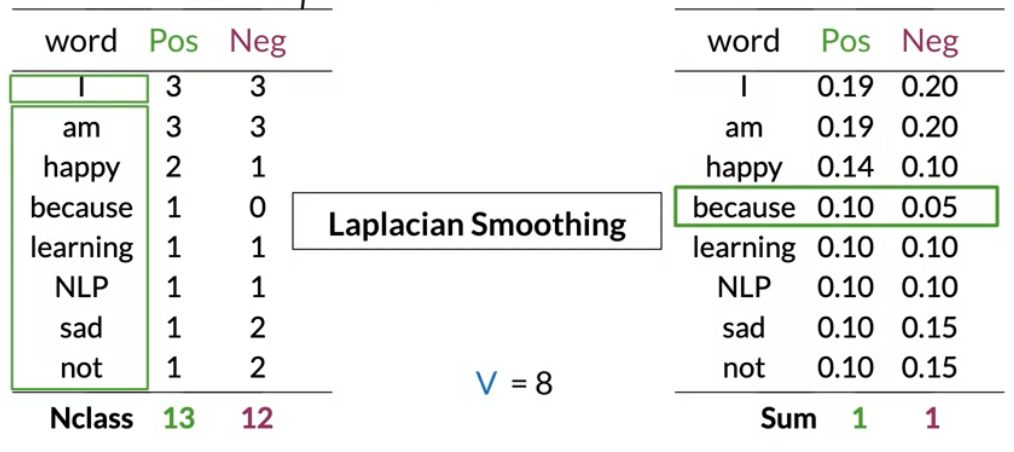 word Pos Neg
I 3 3
am 3 3
happy 2 1
because 1 0
learning 1 1
NLP 1 1
sad 1 2
not 1 2
Nclass 13 12
Laplacian Smoothing
V = 8
word Pos Neg
I 0.19 0.20
am 0.19 0.20
happy 0.14 0.10
because 0.10 0.05
learning 0.10 0.10
NLP 0.10 0.10
sad 0.10 0.15
not 0.10 0.15
Sum 1 1